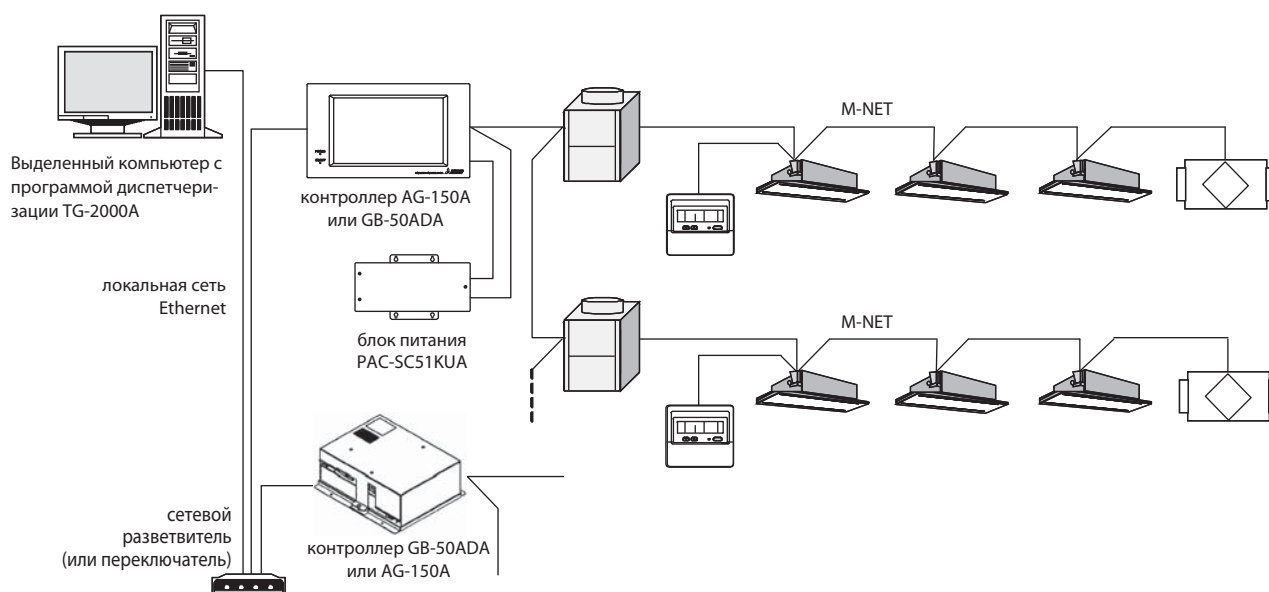 M-NET
Выделенный компьютер с
программой диспетчери-
зации TG-2000A
контроллер AG-150A
или GB-50ADA
локальная сеть
Ethernet
блок питания
PAC-SC51KUA
M-NET
сетевой
разветвитель
(или переключатель)
контроллер GB-50ADA
или AG-150A